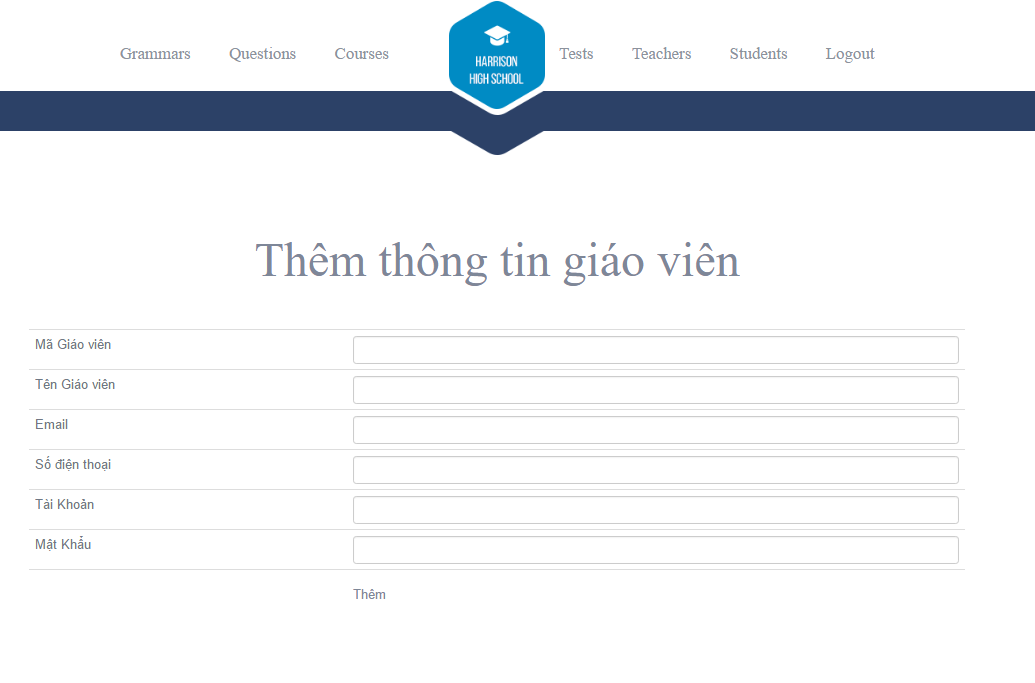 Grammars Questions Courses Tests Teachers Students Logout
HARRISON
HIGH SCHOOL
Thêm thông tin giáo viên
Mã Giáo viên
Tên Giáo viên
Email
Số điện thoại
Tài Khoản
Mật Khẩu
Thêm